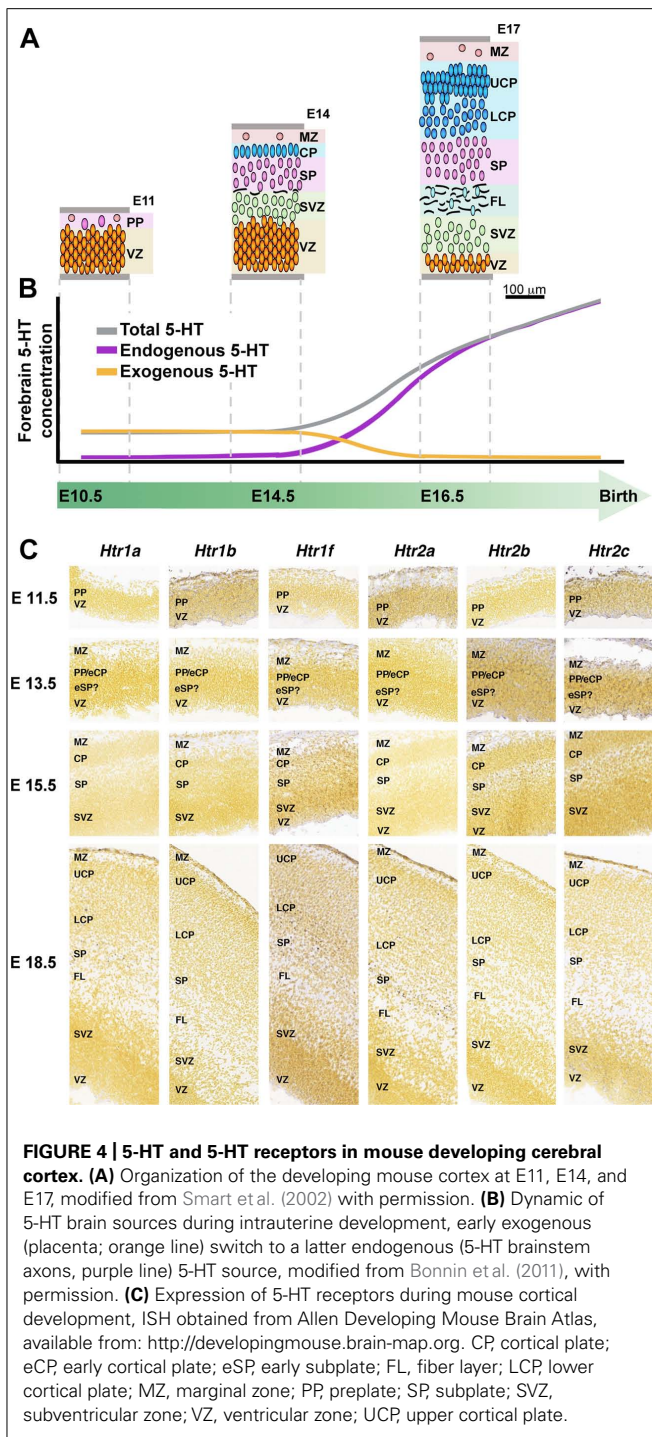 A
E11
PP
VZ
E14
MZ
CP
SP
SVZ
VZ
E17
MZ
UCP
LCP
SP
FL
SVZ
VZ
B
100 µm
Forebrain 5-HT
concentration
Total 5-HT
Endogenous 5-HT
Exogenous 5-HT
E10.5 E14.5 E16.5 Birth
C
Htr1a Htr1b Htr1f Htr2a Htr2b Htr2c
E 11.5
PP PP PP PP PP PP
VZ VZ VZ VZ VZ VZ
E 13.5
MZ MZ MZ MZ MZ MZ
PP/eCP PP/eCP PP/eCP PP/eCP PP/eCP PP/eCP
eSP? eSP? eSP? eSP? eSP? eSP?
VZ VZ VZ VZ VZ VZ
E 15.5
MZ MZ MZ MZ MZ MZ
CP CP CP CP CP CP
SP SP SP SP SP SP
SVZ SVZ SVZ SVZ SVZ SVZ
VZ VZ VZ
E 18.5
MZ MZ MZ MZ MZ
UCP UCP UCP UCP UCP UCP
LCP LCP LCP LCP LCP LCP
SP SP SP SP SP SP
FL FL FL FL FL FL
SVZ SVZ SVZ SVZ SVZ SVZ
VZ VZ VZ VZ VZ VZ
FIGURE 4 | 5-HT and 5-HT receptors in mouse developing cerebral
cortex. (A) Organization of the developing mouse cortex at E11, E14, and
E17, modified from Smart et al. (2002) with permission. (B) Dynamic of
5-HT brain sources during intrauterine development, early exogenous
(placenta; orange line) switch to a latter endogenous (5-HT brainstem
axons, purple line) 5-HT source, modified from Bonnin et al. (2011), with
permission. (C) Expression of 5-HT receptors during mouse cortical
development, ISH obtained from Allen Developing Mouse Brain Atlas,
available from: http://developingmouse.brain-map.org. CP, cortical plate;
eCP, early cortical plate; eSP, early subplate; FL, fiber layer; LCP, lower
cortical plate; MZ, marginal zone; PP, preplate; SP, subplate; SVZ,
subventricular zone; VZ, ventricular zone; UCP, upper cortical plate.